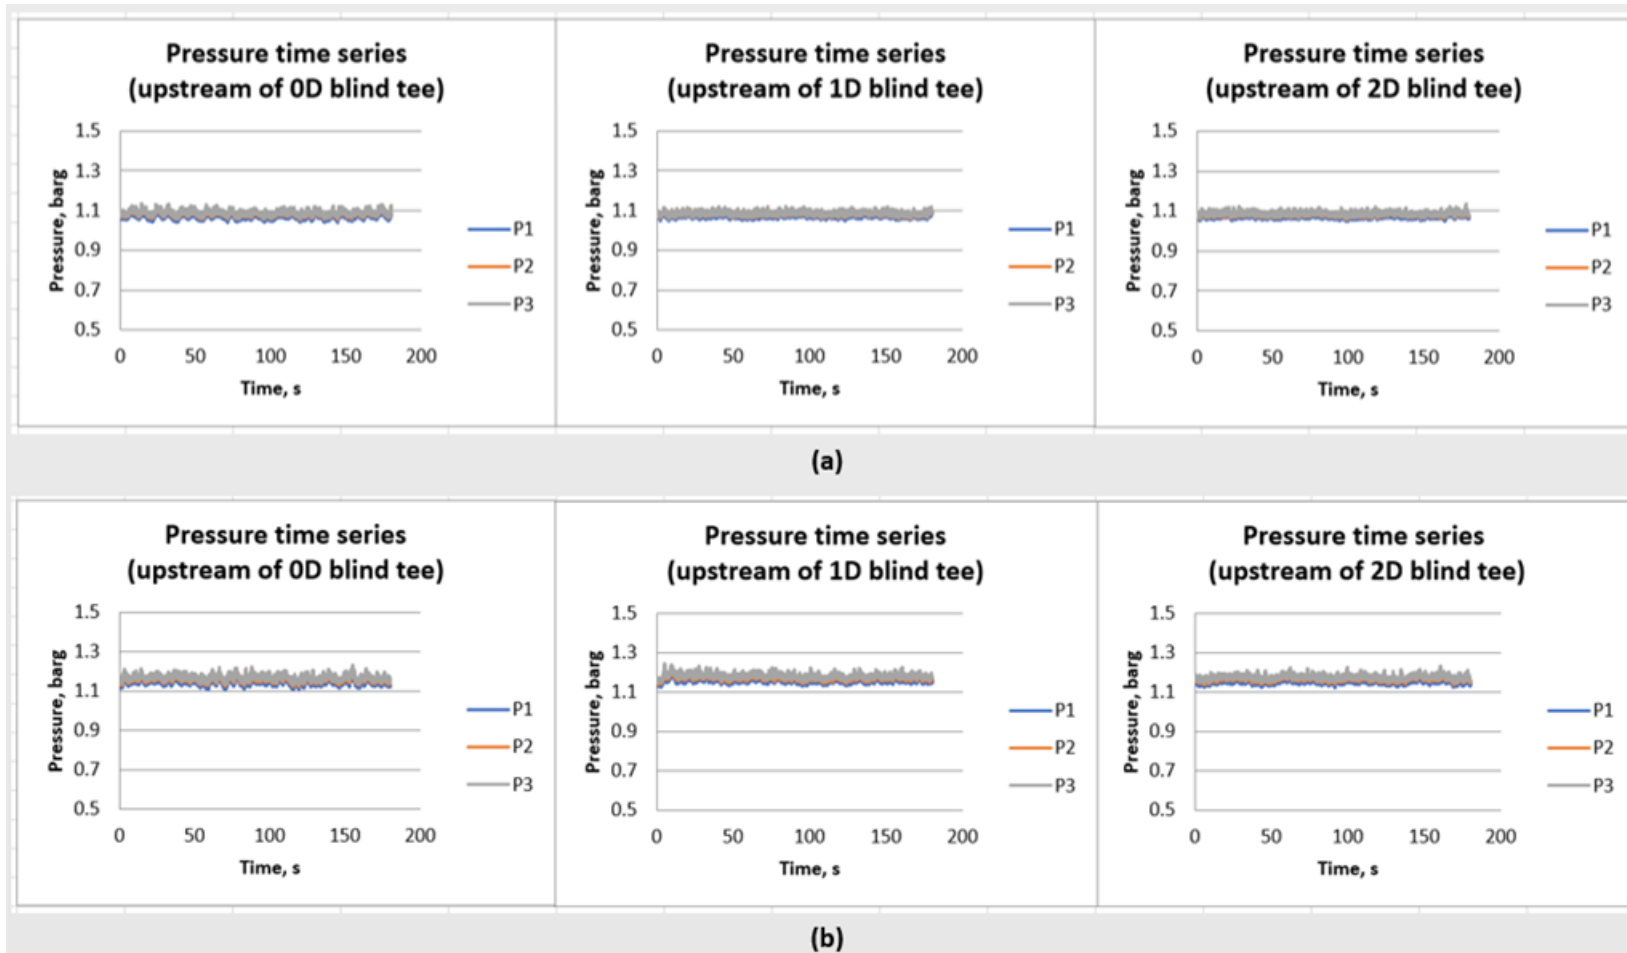 Pressure time series
(upstream of 0D blind tee)
1.5
1.3
1.1
0.9
0.7
0.5
Pressure, barg
0 50 100 150 200
Time, s
P1
P2
P3
Pressure time series
(upstream of 1D blind tee)
1.5
1.3
1.1
0.9
0.7
0.5
Pressure, barg
0 50 100 150 200
Time, s
P1
P2
P3
Pressure time series
(upstream of 2D blind tee)
1.5
1.3
1.1
0.9
0.7
0.5
Pressure, barg
0 50 100 150 200
Time, s
P1
P2
P3
(a)
Pressure time series
(upstream of 0D blind tee)
1.5
1.3
1.1
0.9
0.7
0.5
Pressure, barg
0 50 100 150 200
Time, s
P1
P2
P3
Pressure time series
(upstream of 1D blind tee)
1.5
1.3
1.1
0.9
0.7
0.5
Pressure, barg
0 50 100 150 200
Time, s
P1
P2
P3
Pressure time series
(upstream of 2D blind tee)
1.5
1.3
1.1
0.9
0.7
0.5
Pressure, barg
0 50 100 150 200
Time, s
P1
P2
P3
(b)